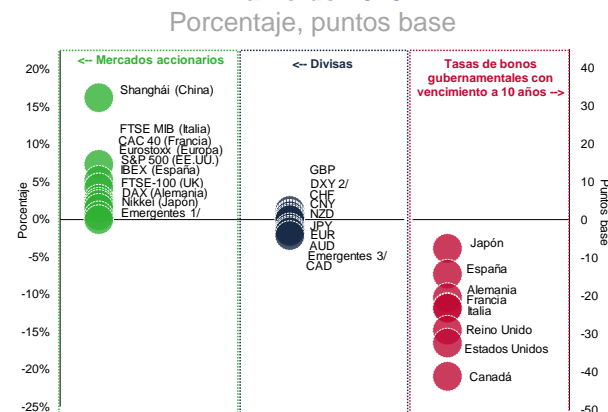 Porcentaje, puntos base
<-- Mercados accionarios
<-- Divisas
Tasas de bonos
gubernamentales con
vencimiento a 10 años -->
20%
15%
10%
5%
0%
-5%
-10%
-15%
-20%
-25%
Porcentaje
Shanghái (China)
FTSE MIB (Italia)
CAC 40 (Francia)
Eurostoxx (Europa)
S&P 500 (EE.UU.)
IBEX (España)
FTSE-100 (UK)
DAX (Alemania)
Nikkei (Japón)
Emergentes 1/
GBP
DXY 2/
CHF
CNY
NZD
JPY
EUR
AUD
Emergentes 3/
CAD
Japón
España
Alemania
Francia
Italia
Reino Unido
Estados Unidos
Canadá
40
30
20
10
0
-10
-20
-30
-40
-50
Puntos base